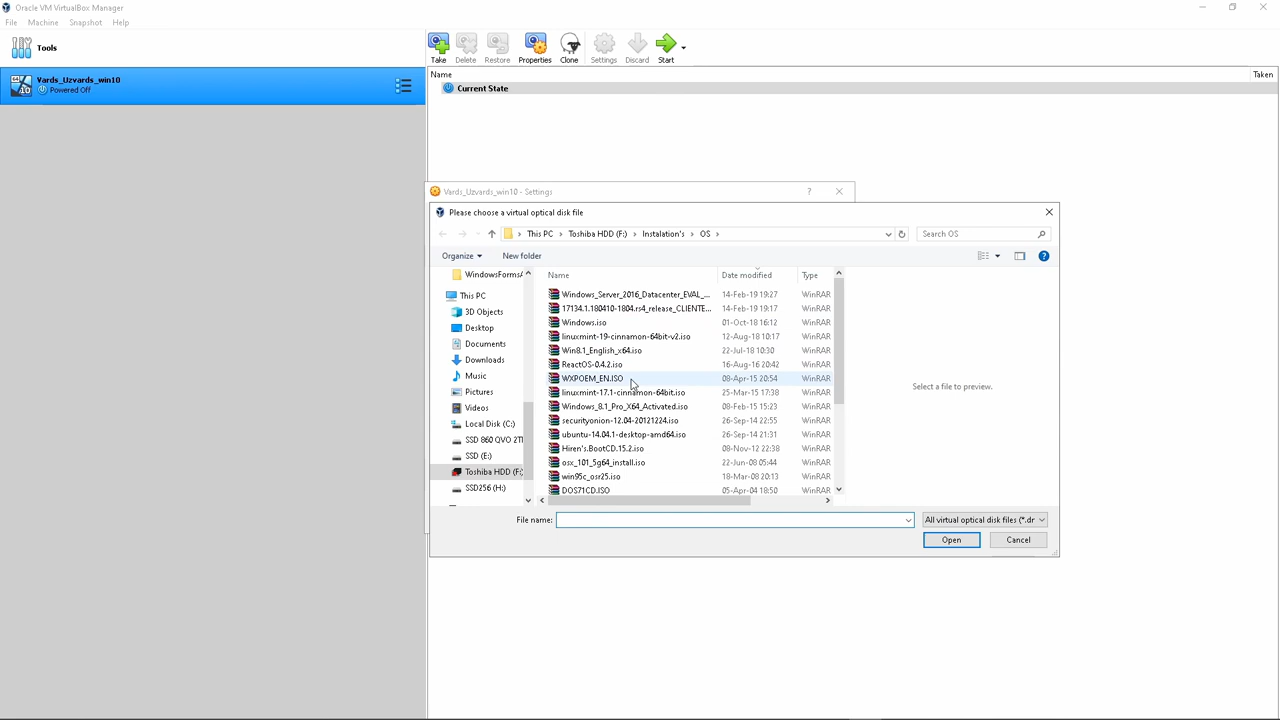 Oracle VM VirtualBox Manager
File Machine Snapshot Help
Tools
Take Delete Restore Properties Clone Settings Discard Start
Vards_Uzvards_win10
Powered Off
Name Taken
Current State
Vards_Uzvards_win10 - Settings
Please choose a virtual optical disk file
This PC › Toshiba HDD (F:) › Instalation's › OS ›
Search OS
Organize New folder
WindowsFormsA
This PC
3D Objects
Desktop
Documents
Downloads
Music
Pictures
Videos
Local Disk (C:)
SSD 860 QVO 2TI
SSD (E:)
Toshiba HDD (F:)
SSD256 (H:)
Name Date modified Type
Windows_Server_2016_Datacenter_EVAL_... 14-Feb-19 19:27 WinRAR
17134.1.180410-1804.rs4_release_CLIENTE... 14-Feb-19 19:17 WinRAR
Windows.iso 01-Oct-18 16:12 WinRAR
linuxmint-19-cinnamon-64bit-v2.iso 12-Aug-18 10:17 WinRAR
Win8.1_English_x64.iso 22-Jul-18 10:30 WinRAR
ReactOS-0.4.2.iso 16-Aug-16 20:42 WinRAR
WXPOEM_EN.ISO 08-Apr-15 20:54 WinRAR
linuxmint-17.1-cinnamon-64bit.iso 25-Mar-15 17:38 WinRAR
Windows_8.1_Pro_X64_Activated.iso 08-Feb-15 15:23 WinRAR
securityonion-12.04-20121224.iso 26-Sep-14 22:55 WinRAR
ubuntu-14.04.1-desktop-amd64.iso 26-Sep-14 21:31 WinRAR
Hiren's.BootCD.15.2.iso 08-Nov-12 22:38 WinRAR
osx_101_5g64_install.iso 22-Jun-08 05:44 WinRAR
win95c_osr25.iso 18-Mar-08 20:13 WinRAR
DOS71CD.ISO 05-Apr-04 18:50 WinRAR
Select a file to preview.
File name: All virtual optical disk files (*.dr
Open Cancel